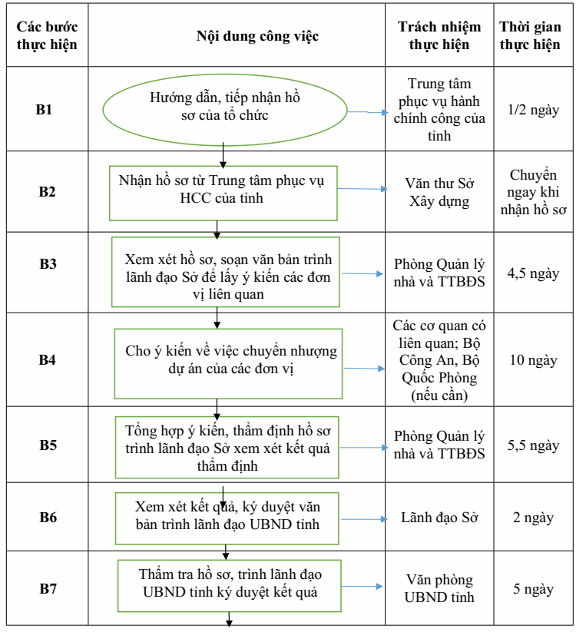 Các bước
thực hiện
Nội dung công việc
Trách nhiệm
thực hiện
Thời gian
thực hiện
B1
Hướng dẫn, tiếp nhận hồ
sơ của tổ chức
Trung tâm
phục vụ hành
chính công của
tỉnh
1/2 ngày
B2
Nhận hồ sơ từ Trung tâm phục vụ
HCC của tỉnh
Văn thư Sở
Xây dựng
Chuyển
ngay khi
nhận hồ sơ
B3
Xem xét hồ sơ, soạn văn bản trình
lãnh đạo Sở để lấy ý kiến các đơn
vị liên quan
Phòng Quản lý
nhà và TTBĐS
4,5 ngày
B4
Cho ý kiến về việc chuyển nhượng
dự án của các đơn vị
Các cơ quan có
liên quan; Bộ
Công An, Bộ
Quốc Phòng
(nếu cần)
10 ngày
B5
Tổng hợp ý kiến, thẩm định hồ sơ
trình lãnh đạo Sở xem xét kết quả
thẩm định
Phòng Quản lý
nhà và TTBĐS
5,5 ngày
B6
Xem xét kết quả, ký duyệt văn
bản trình lãnh đạo UBND tỉnh
Lãnh đạo Sở
2 ngày
B7
Thẩm tra hồ sơ, trình lãnh đạo
UBND tỉnh ký duyệt kết quả
Văn phòng
UBND tỉnh
5 ngày